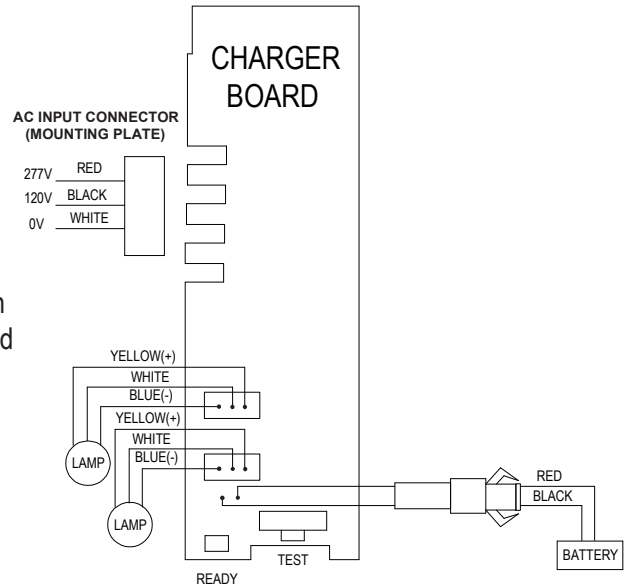 CHARGER
BOARD
AC INPUT CONNECTOR
(MOUNTING PLATE)
277V RED
120V BLACK
0V WHITE
YELLOW(+)
WHITE
BLUE(-)
YELLOW(+)
WHITE
BLUE(-)
LAMP
LAMP
RED
BLACK
BATTERY
TEST
READY